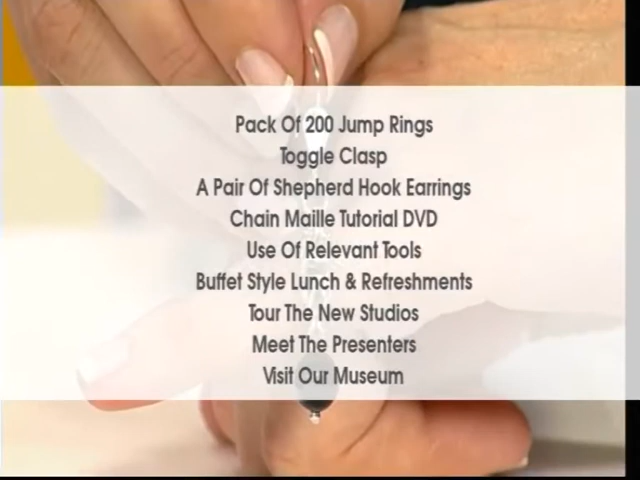 Pack Of 200 Jump Rings
Toggle Clasp
A Pair Of Shepherd Hook Earrings
Chain Maille Tutorial DVD
Use Of Relevant Tools
Buffet Style Lunch & Refreshments
Tour The New Studios
Meet The Presenters
Visit Our Museum